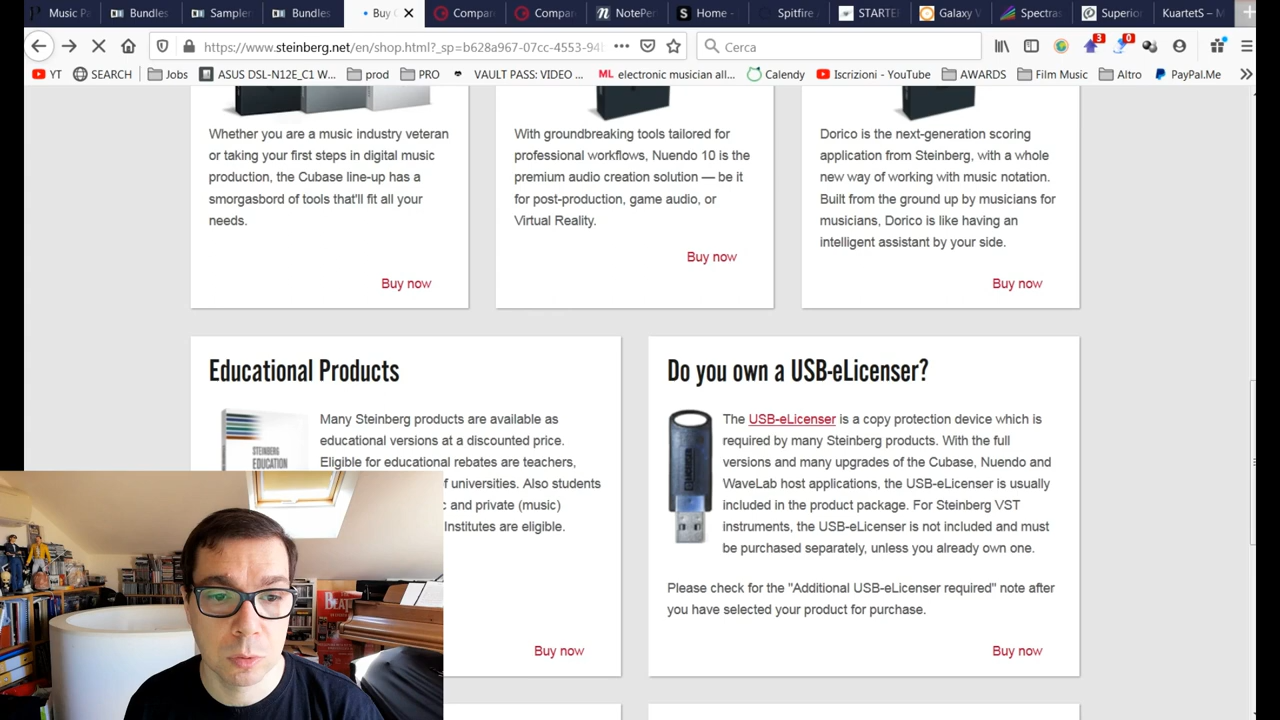 Music Pa
Bundles
Sampler
Bundles
Buy C
Compare
Compar
NotePer
Home -
Spitfire
STARTE
Galaxy V
Spectras
Superior
KuartetS — M
https://www.steinberg.net/en/shop.html?_sp=b628a967-07cc
Cerca
3
0
YT
SEARCH
Jobs
ASUS DSL-N12E_C1 W...
prod
PRO
VAULT PASS: VIDEO ...
ML electronic musician all...
Calendy
Iscrizioni - YouTube
AWARDS
Film Music
Altro
PayPal.Me
Whether you are a music industry veteran
or taking your first steps in digital music
production, the Cubase line-up has a
smorgasbord of tools that'll fit all your
needs.
Buy now
With groundbreaking tools tailored for
professional workflows, Nuendo 10 is the
premium audio creation solution — be it
for post-production, game audio, or
Virtual Reality.
Buy now
Dorico is the next-generation scoring
application from Steinberg, with a whole
new way of working with music notation.
Built from the ground up by musicians for
musicians, Dorico is like having an
intelligent assistant by your side.
Buy now
Educational Products
STEINBERG
EDUCATION
Many Steinberg products are available as
educational versions at a discounted price.
Eligible for educational rebates are teachers,
of universities. Also students
and private (music)
Institutes are eligible.
Buy now
Do you own a USB-eLicenser?
The USB-eLicenser is a copy protection device which is
required by many Steinberg products. With the full
versions and many upgrades of the Cubase, Nuendo and
WaveLab host applications, the USB-eLicenser is usually
included in the product package. For Steinberg VST
instruments, the USB-eLicenser is not included and must
be purchased separately, unless you already own one.
Please check for the "Additional USB-eLicenser required" note after
you have selected your product for purchase.
Buy now
BEAT